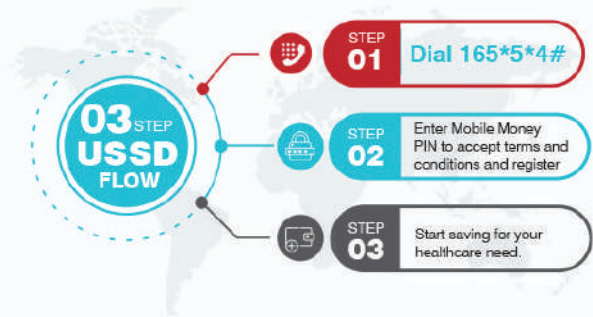 03 STEP
USSD
FLOW
STEP
01
Dial 165*5*4#
STEP
02
Enter Mobile Money
PIN to accept terms and
conditions and register
STEP
03
Start saving for your
healthcare need.